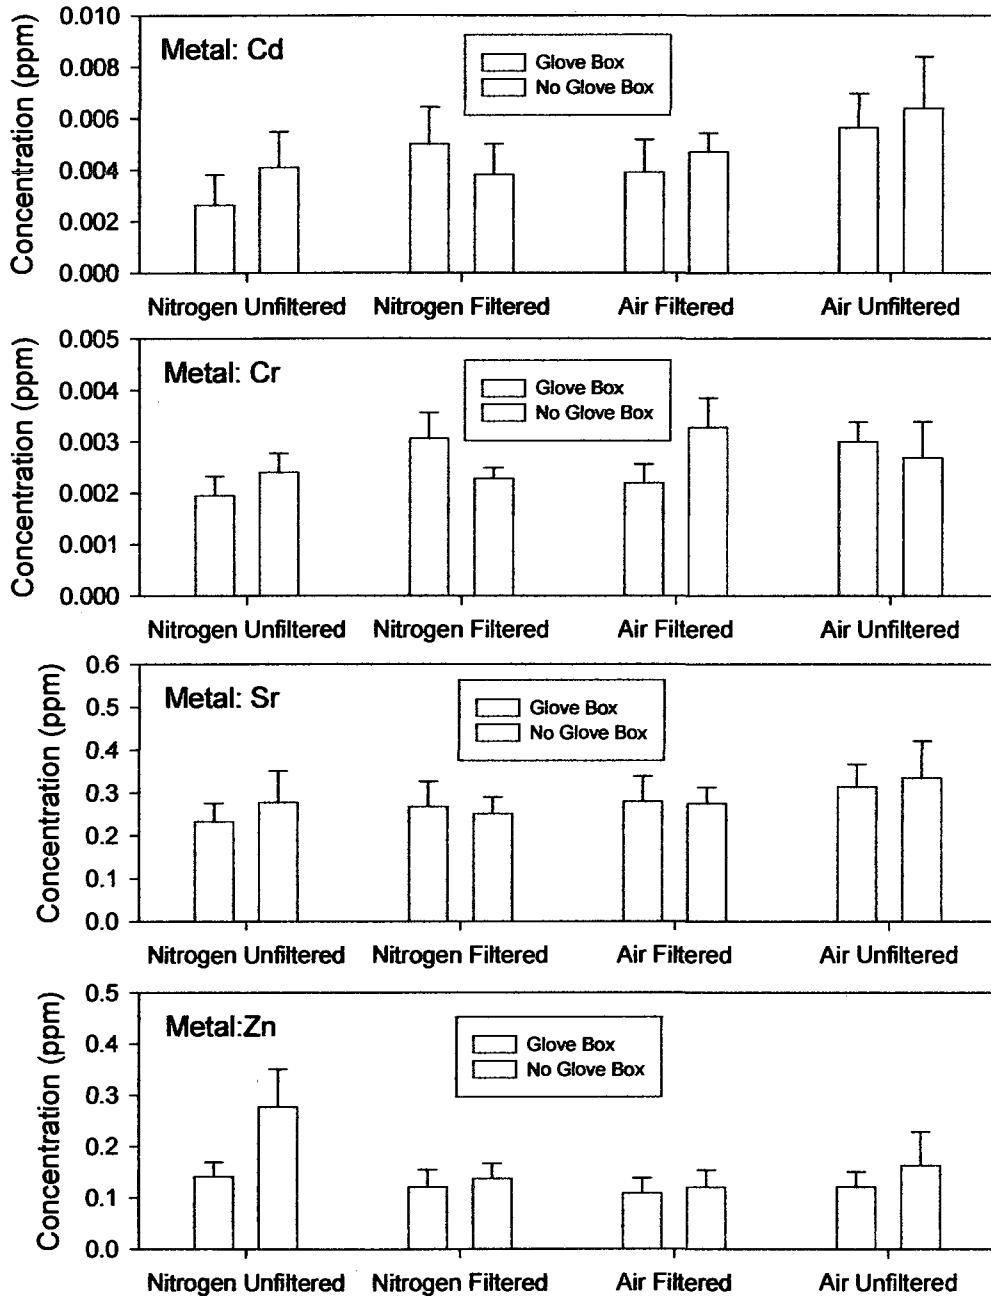 Concentration (ppm)
0.010
0.008
0.006
0.004
0.002
0.000
Metal: Cd
Glove Box
No Glove Box
Nitrogen Unfiltered Nitrogen Filtered Air Filtered Air Unfiltered
Concentration (ppm)
0.005
0.004
0.003
0.002
0.001
0.000
Metal: Cr
Glove Box
No Glove Box
Nitrogen Unfiltered Nitrogen Filtered Air Filtered Air Unfiltered
Concentration (ppm)
0.6
0.5
0.4
0.3
0.2
0.1
0.0
Metal: Sr
Glove Box
No Glove Box
Nitrogen Unfiltered Nitrogen Filtered Air Filtered Air Unfiltered
Concentration (ppm)
0.5
0.4
0.3
0.2
0.1
0.0
Metal:Zn
Glove Box
No Glove Box
Nitrogen Unfiltered Nitrogen Filtered Air Filtered Air Unfiltered